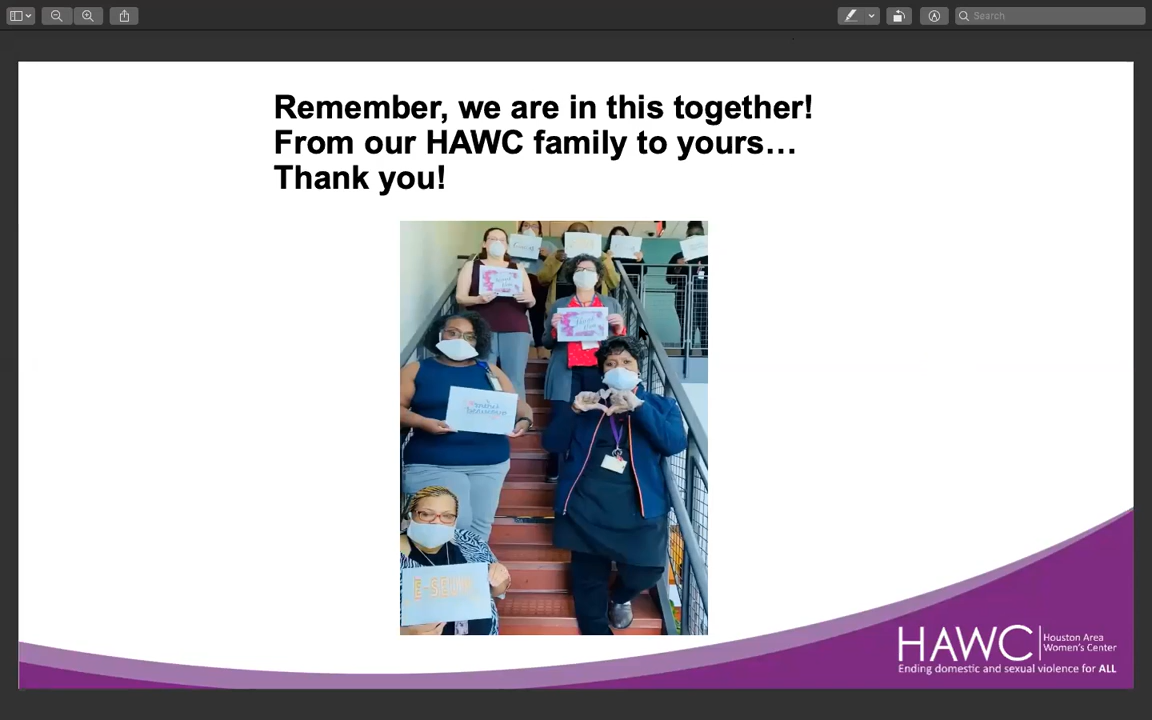 Search
Remember, we are in this together!
From our HAWC family to yours…
Thank you!
HAWC
Houston Area
Women's Center
Ending domestic and sexual violence for ALL